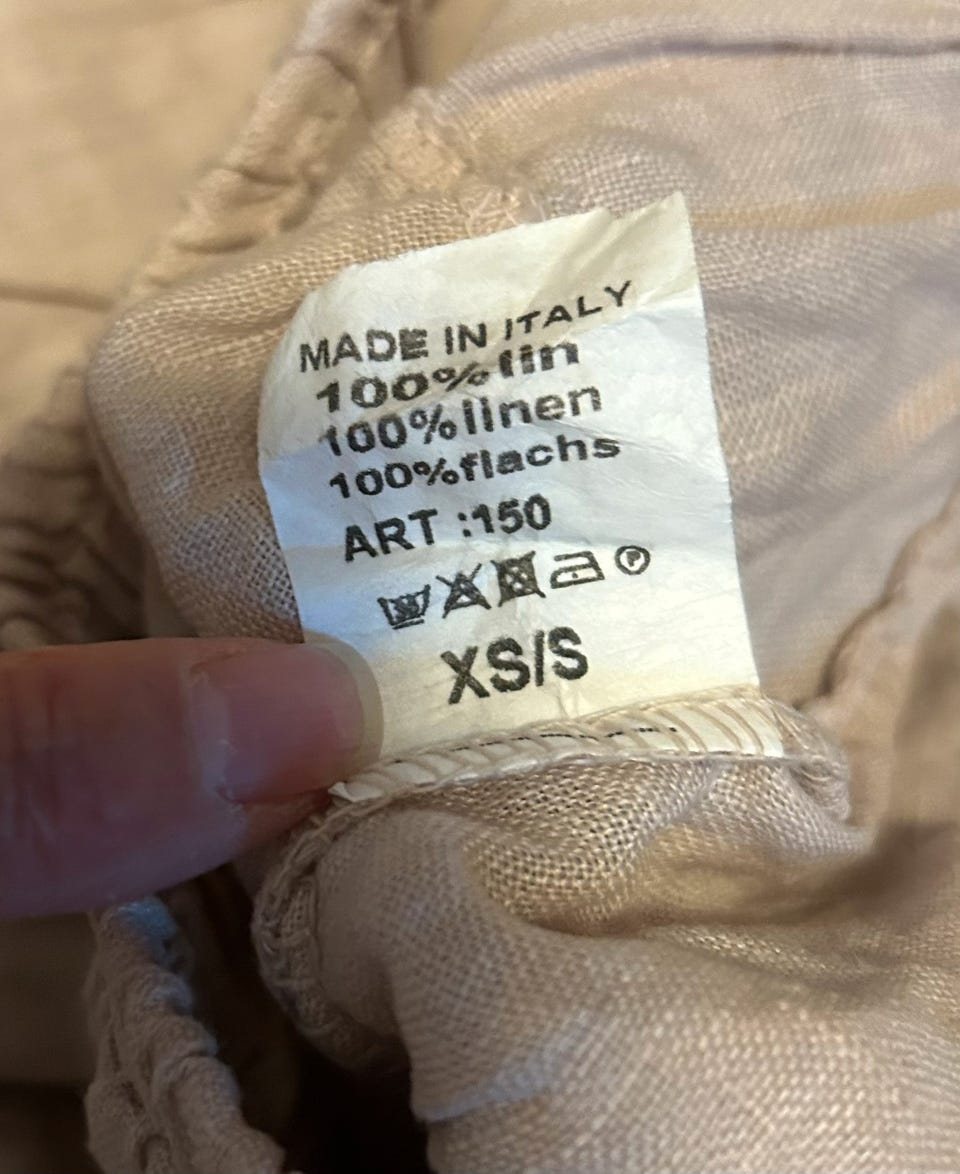 MADE IN ITALY
100%lin
100%linen
100%flachs
ART :150
P
XS/S